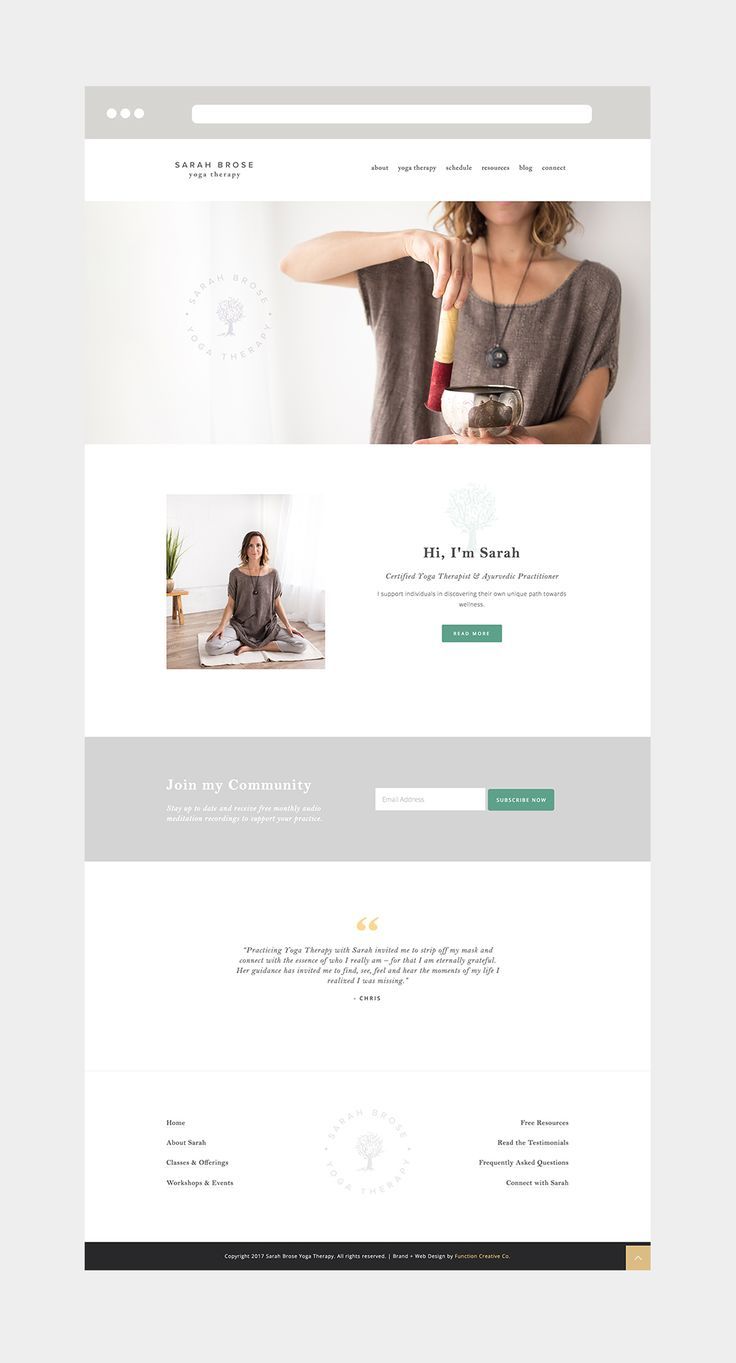 SARAH BROSE
yoga therapy
about yoga therapy schedule resources blog connect
SARAH BROSE
• YOGA THERAPY •
Hi, I'm Sarah
Certified Yoga Therapist & Ayurvedic Practitioner
I support individuals in discovering their own unique path towards
wellness.
READ MORE
Join my Community
Stay up to date and receive free monthly audio
meditation recordings to support your practice.
Email Address
SUBSCRIBE NOW
“
“Practicing Yoga Therapy with Sarah invited me to strip off my mask and
connect with the essence of who I really am – for that I am eternally grateful.
Her guidance has invited me to find, see, feel and hear the moments of my life I
realized I was missing.”
- CHRIS
Home
About Sarah
Classes & Offerings
Workshops & Events
SARAH BROSE
• YOGA THERAPY •
Free Resources
Read the Testimonials
Frequently Asked Questions
Connect with Sarah
Copyright 2017 Sarah Brose Yoga Therapy. All rights reserved. | Brand + Web Design by Function Creative Co.